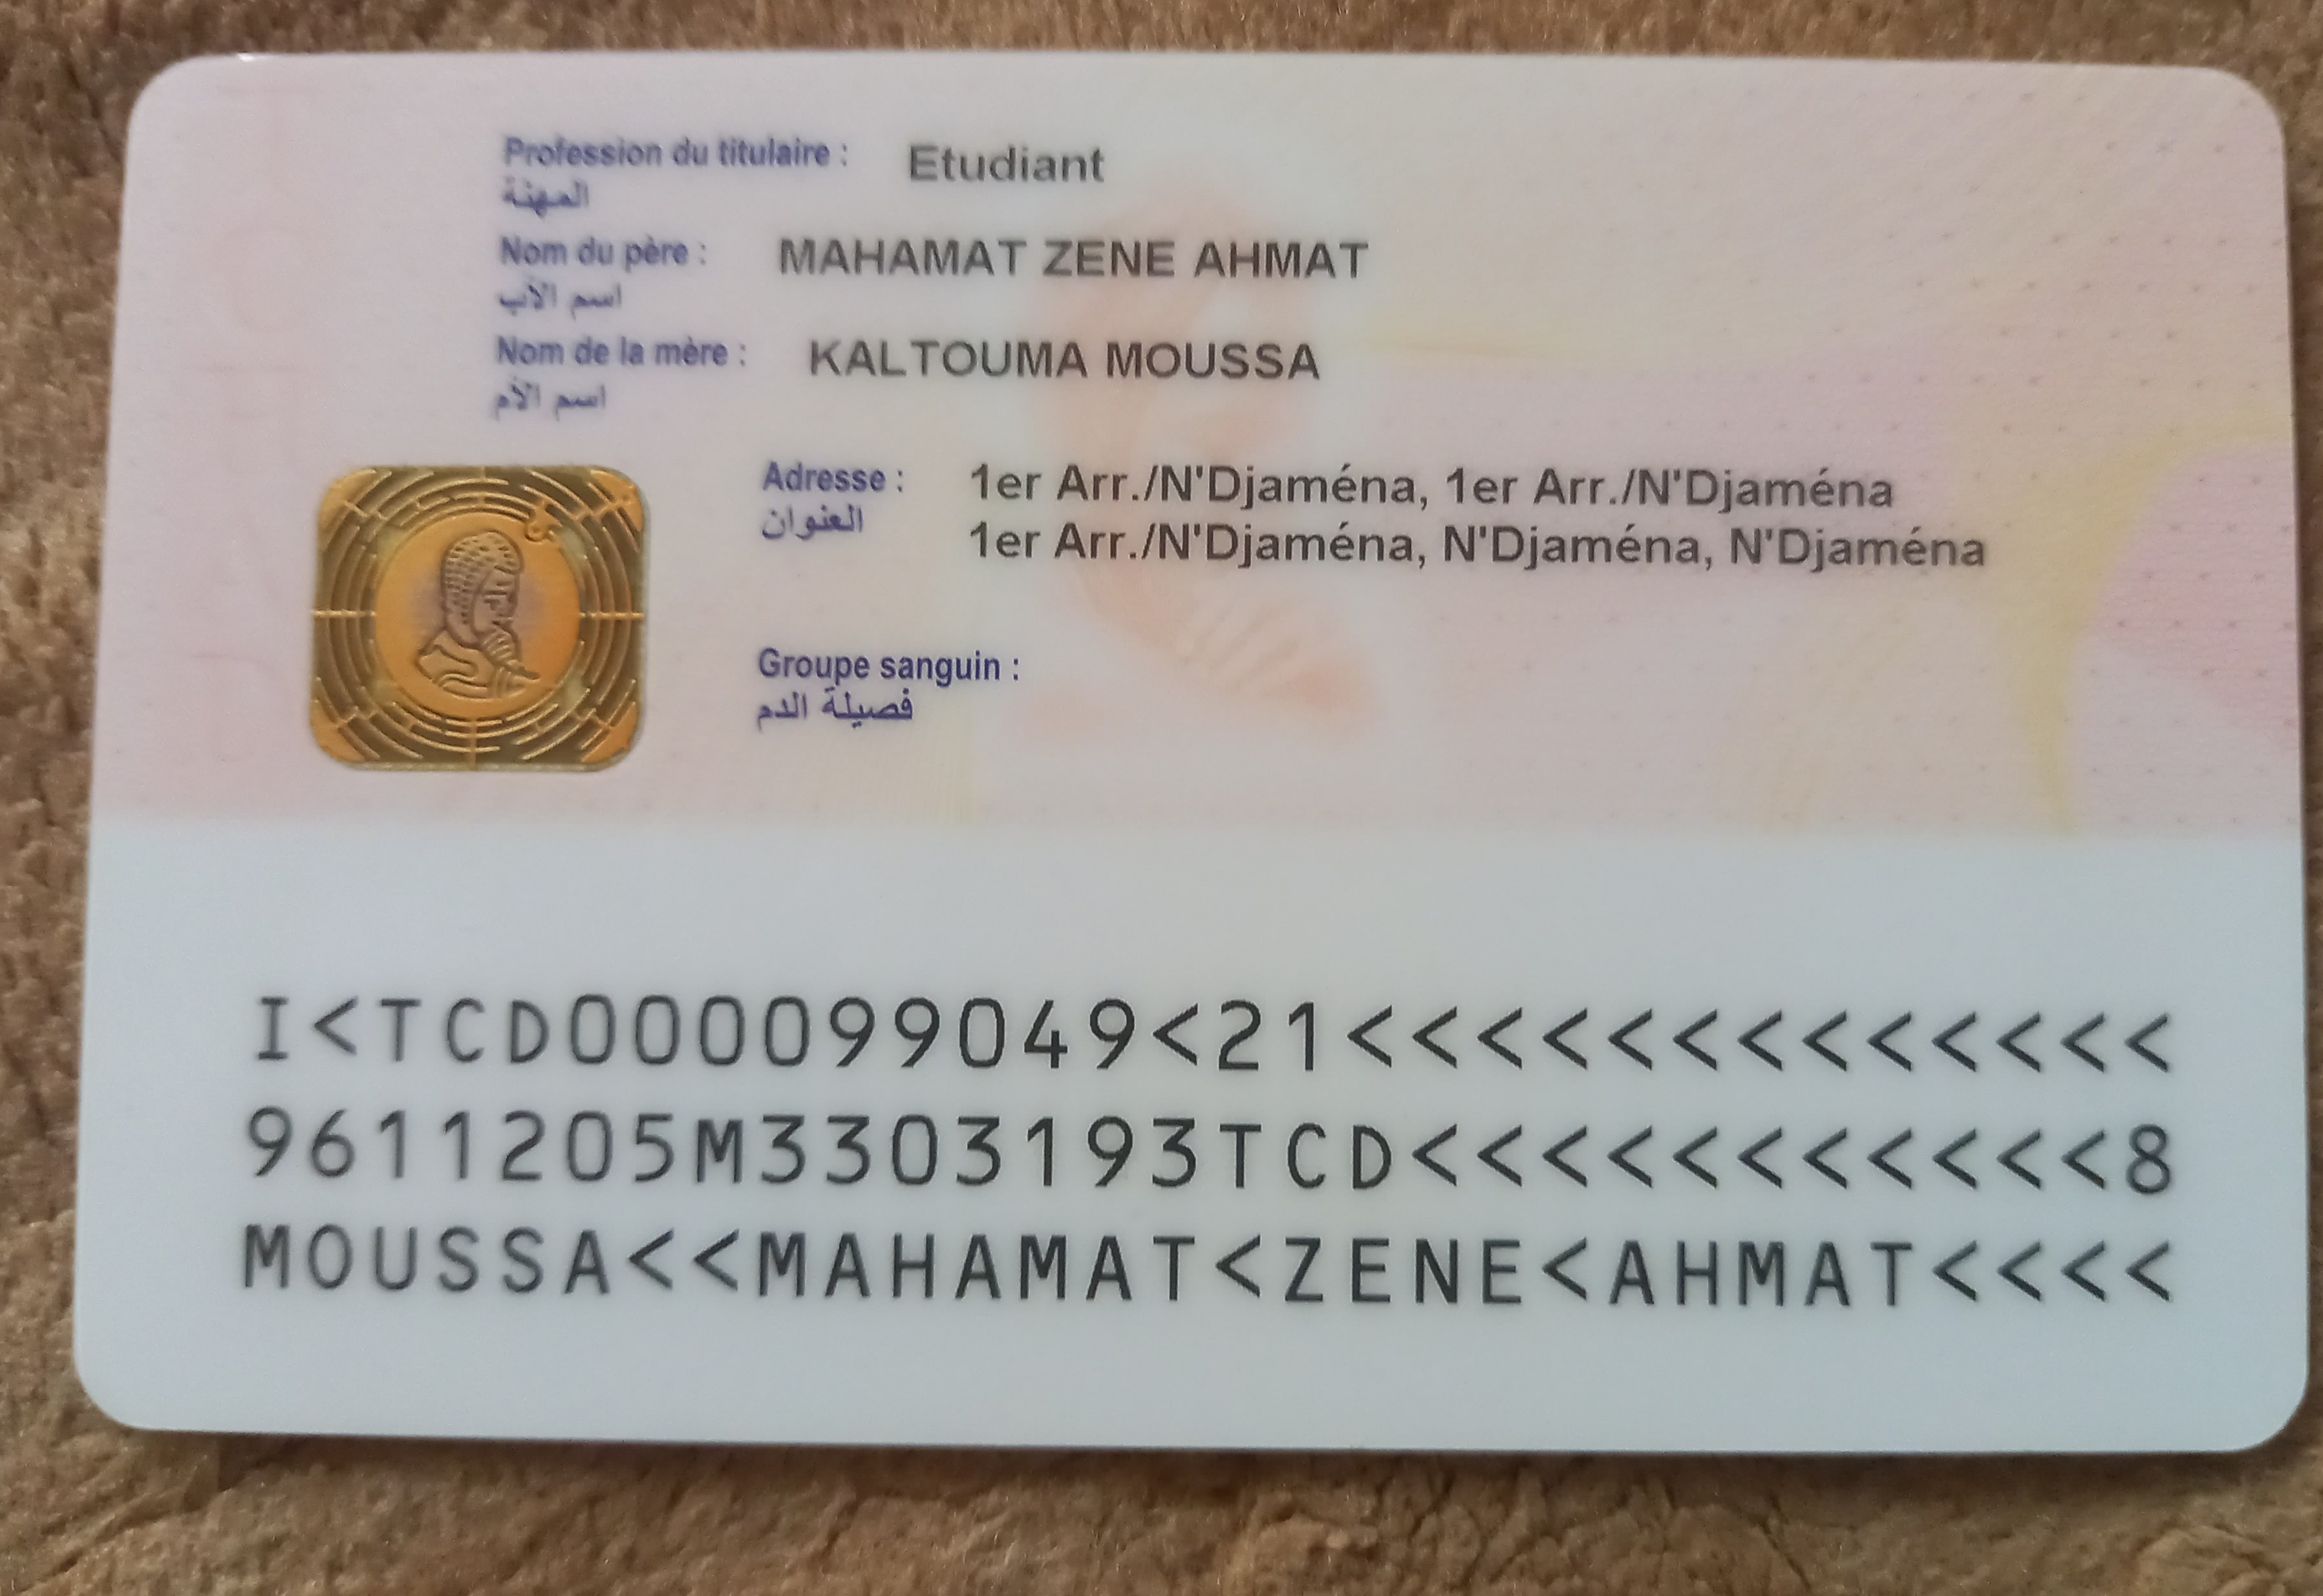 Profession du titulaire : Etudiant
المهنة
Nom du père : MAHAMAT ZENE AHMAT
اسم الأب
Nom de la mère : KALTOUMA MOUSSA
اسم الأم
Adresse : 1er Arr./N'Djaména, 1er Arr./N'Djaména
العنوان 1er Arr./N'Djaména, N'Djaména, N'Djaména
Groupe sanguin :
فصيلة الدم
I<TCD000099049<21<<<<<<<<<<<<<
9611205M3303193TCD<<<<<<<<<<<8
MOUSSA<<MAHAMAT<ZENE<AHMAT<<<<
TCHAD